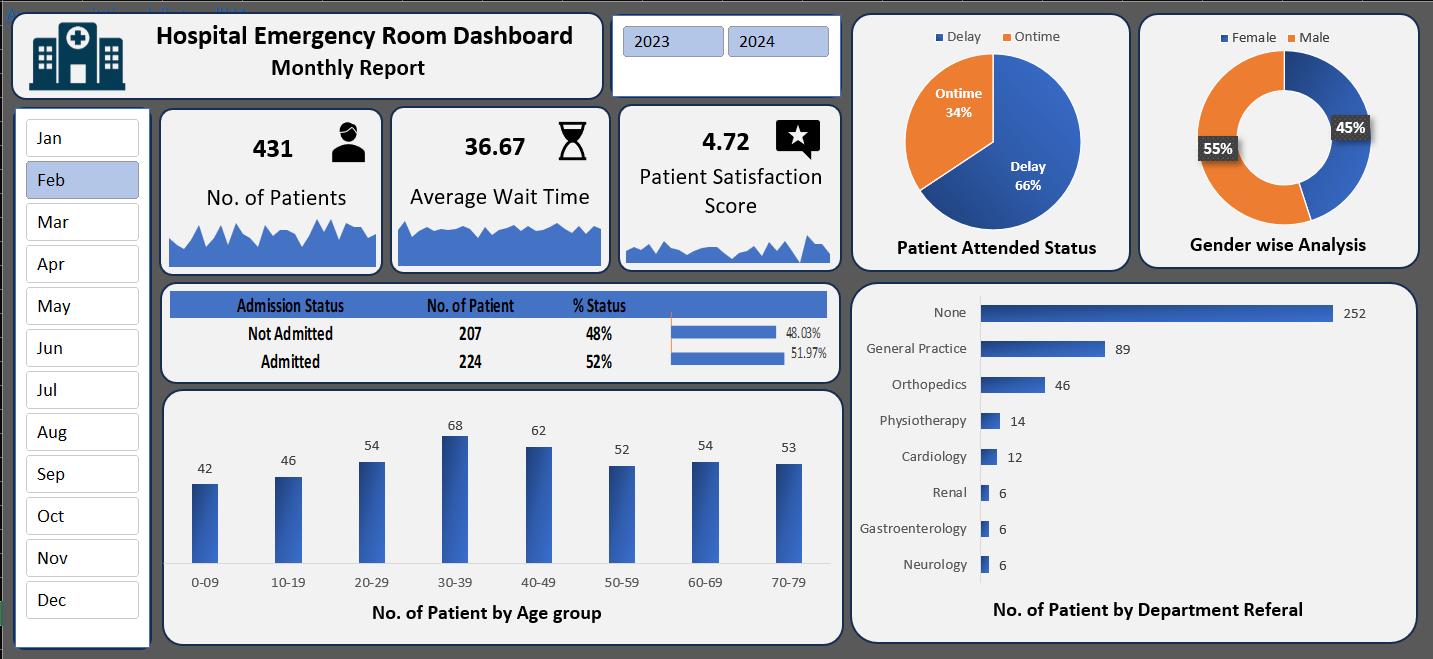 Hospital Emergency Room Dashboard
Monthly Report
2023
2024
Jan
Feb
Mar
Apr
May
Jun
Jul
Aug
Sep
Oct
Nov
Dec
431
No. of Patients
36.67
Average Wait Time
4.72
Patient Satisfaction
Score
Delay Ontime
Ontime
34%
Delay
66%
Patient Attended Status
Female Male
45%
55%
Gender wise Analysis
Admission Status No. of Patient % Status
Not Admitted 207 48% 48.03%
Admitted 224 52% 51.97%
42 46 54 68 62 52 54 53
0-09 10-19 20-29 30-39 40-49 50-59 60-69 70-79
No. of Patient by Age group
None 252
General Practice 89
Orthopedics 46
Physiotherapy 14
Cardiology 12
Renal 6
Gastroenterology 6
Neurology 6
No. of Patient by Department Referal